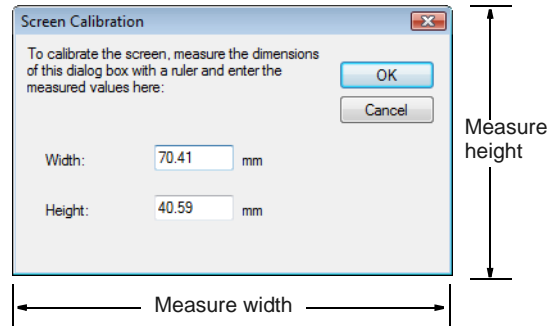 Screen Calibration
To calibrate the screen, measure the dimensions
of this dialog box with a ruler and enter the
measured values here:
OK
Cancel
Width: 70.41 mm
Height: 40.59 mm
Measure
height
Measure width